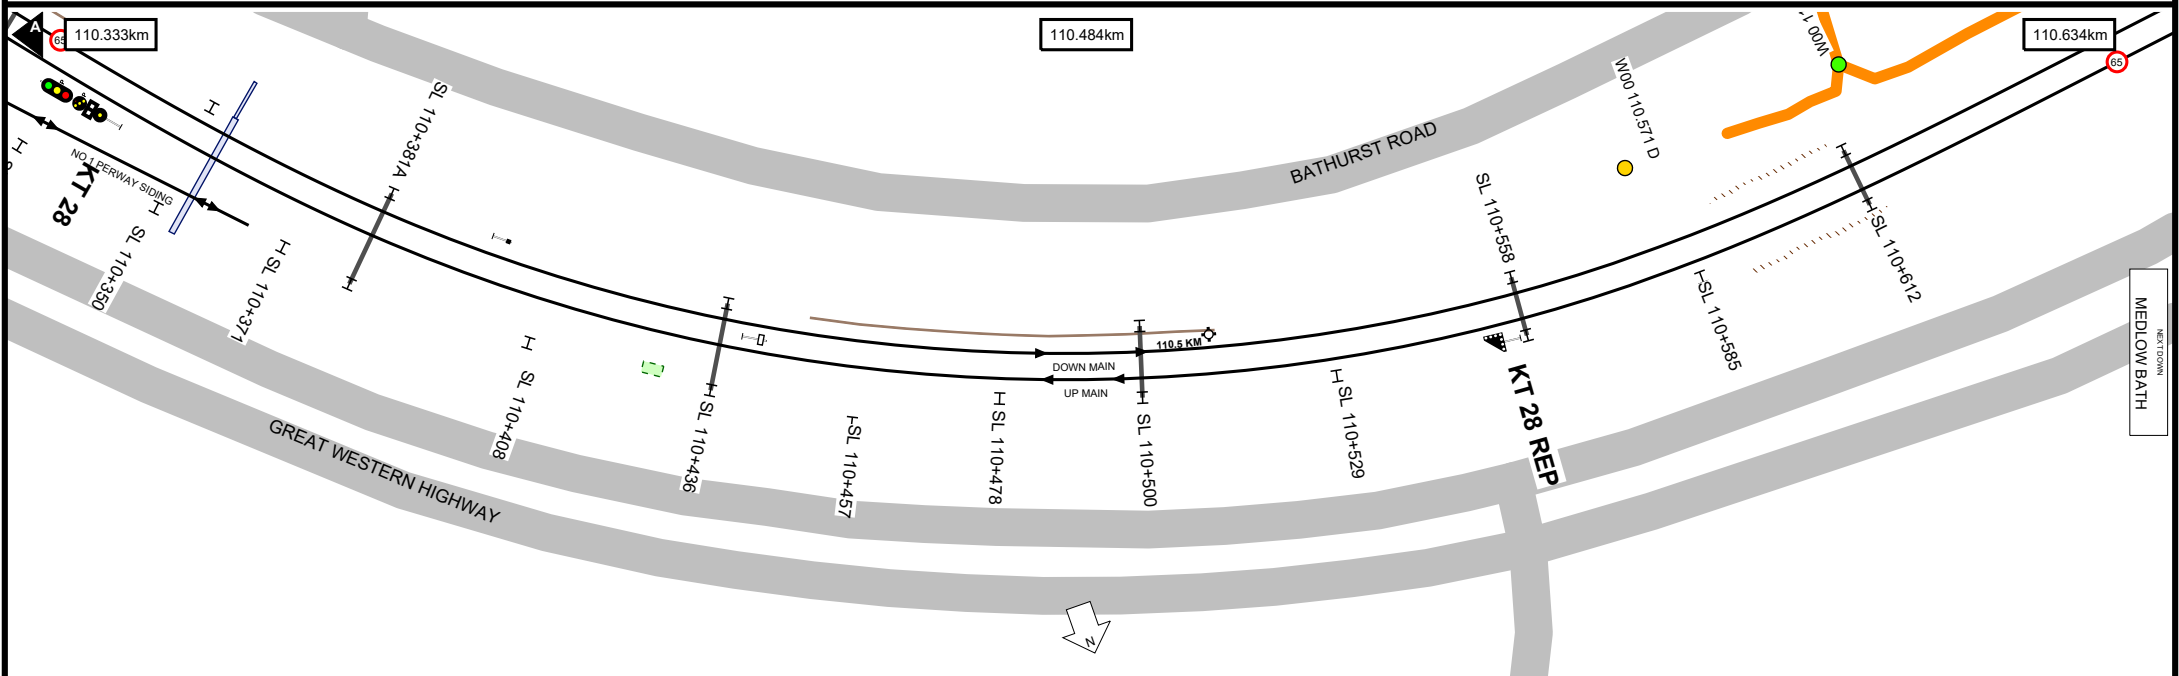 A
65
110.333km
110.484km
110.634km
65
W00 1
W00 110.571 D
BATHURST ROAD
SL 110+381A
NO 1 PERWAY SIDING
KT 28
SL 110+350
SL 110+371
SL 110+408
SL 110+436
SL 110+457
SL 110+478
SL 110+500
SL 110+529
SL 110+558
SL 110+585
SL 110+612
110.5 KM
DOWN MAIN
UP MAIN
KT 28 REP
GREAT WESTERN HIGHWAY
NEXT DOWN
MEDLOW BATH
N